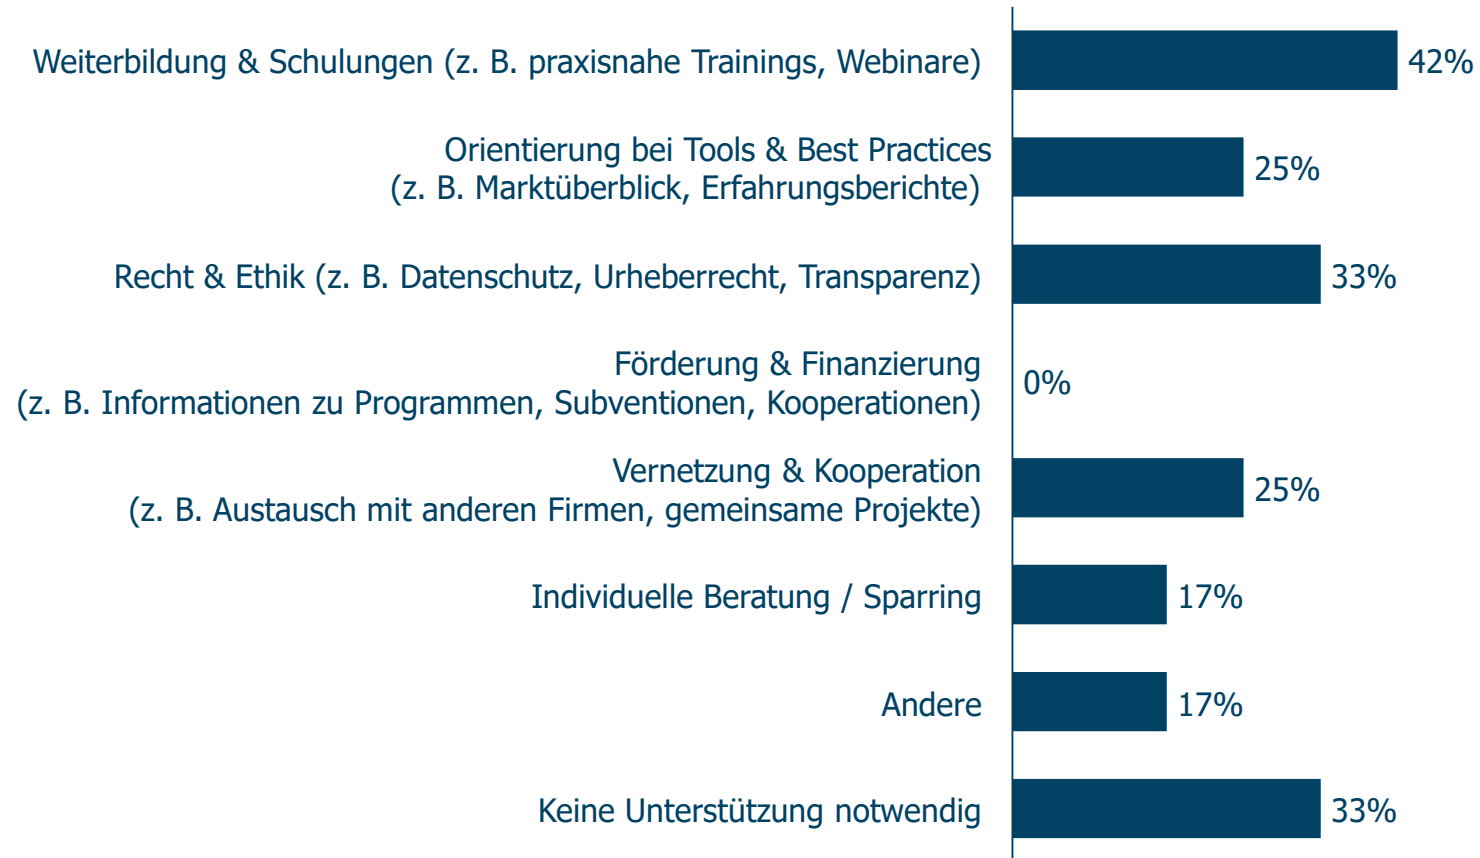 Weiterbildung & Schulungen (z. B. praxisnahe Trainings, Webinare) 42%
Orientierung bei Tools & Best Practices
(z. B. Marktüberblick, Erfahrungsberichte) 25%
Recht & Ethik (z. B. Datenschutz, Urheberrecht, Transparenz) 33%
Förderung & Finanzierung
(z. B. Informationen zu Programmen, Subventionen, Kooperationen) 0%
Vernetzung & Kooperation
(z. B. Austausch mit anderen Firmen, gemeinsame Projekte) 25%
Individuelle Beratung / Sparring 17%
Andere 17%
Keine Unterstützung notwendig 33%